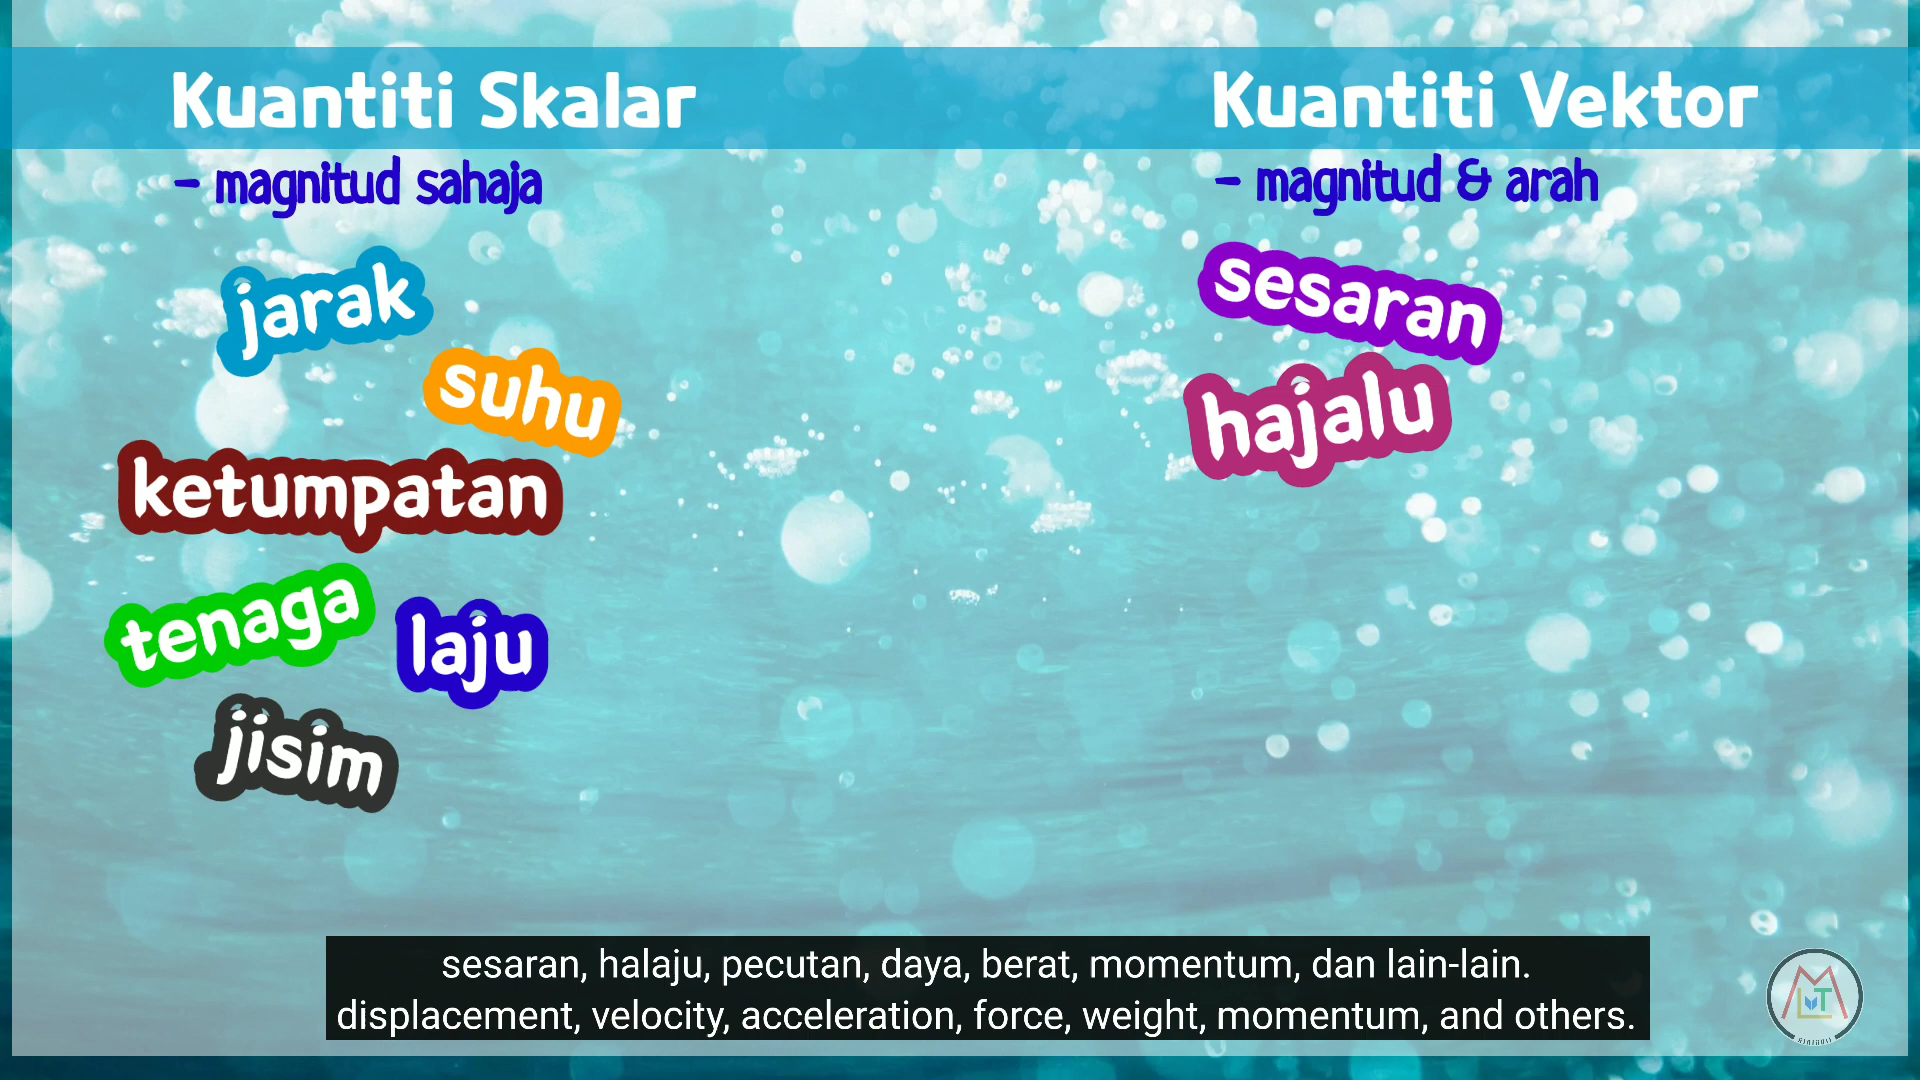 Kuantiti Skalar
- magnitud sahaja
jarak
suhu
ketumpatan
tenaga
laju
jisim
Kuantiti Vektor
- magnitud & arah
sesaran
hajalu
sesaran, halaju, pecutan, daya, berat, momentum, dan lain-lain.
displacement, velocity, acceleration, force, weight, momentum, and others.